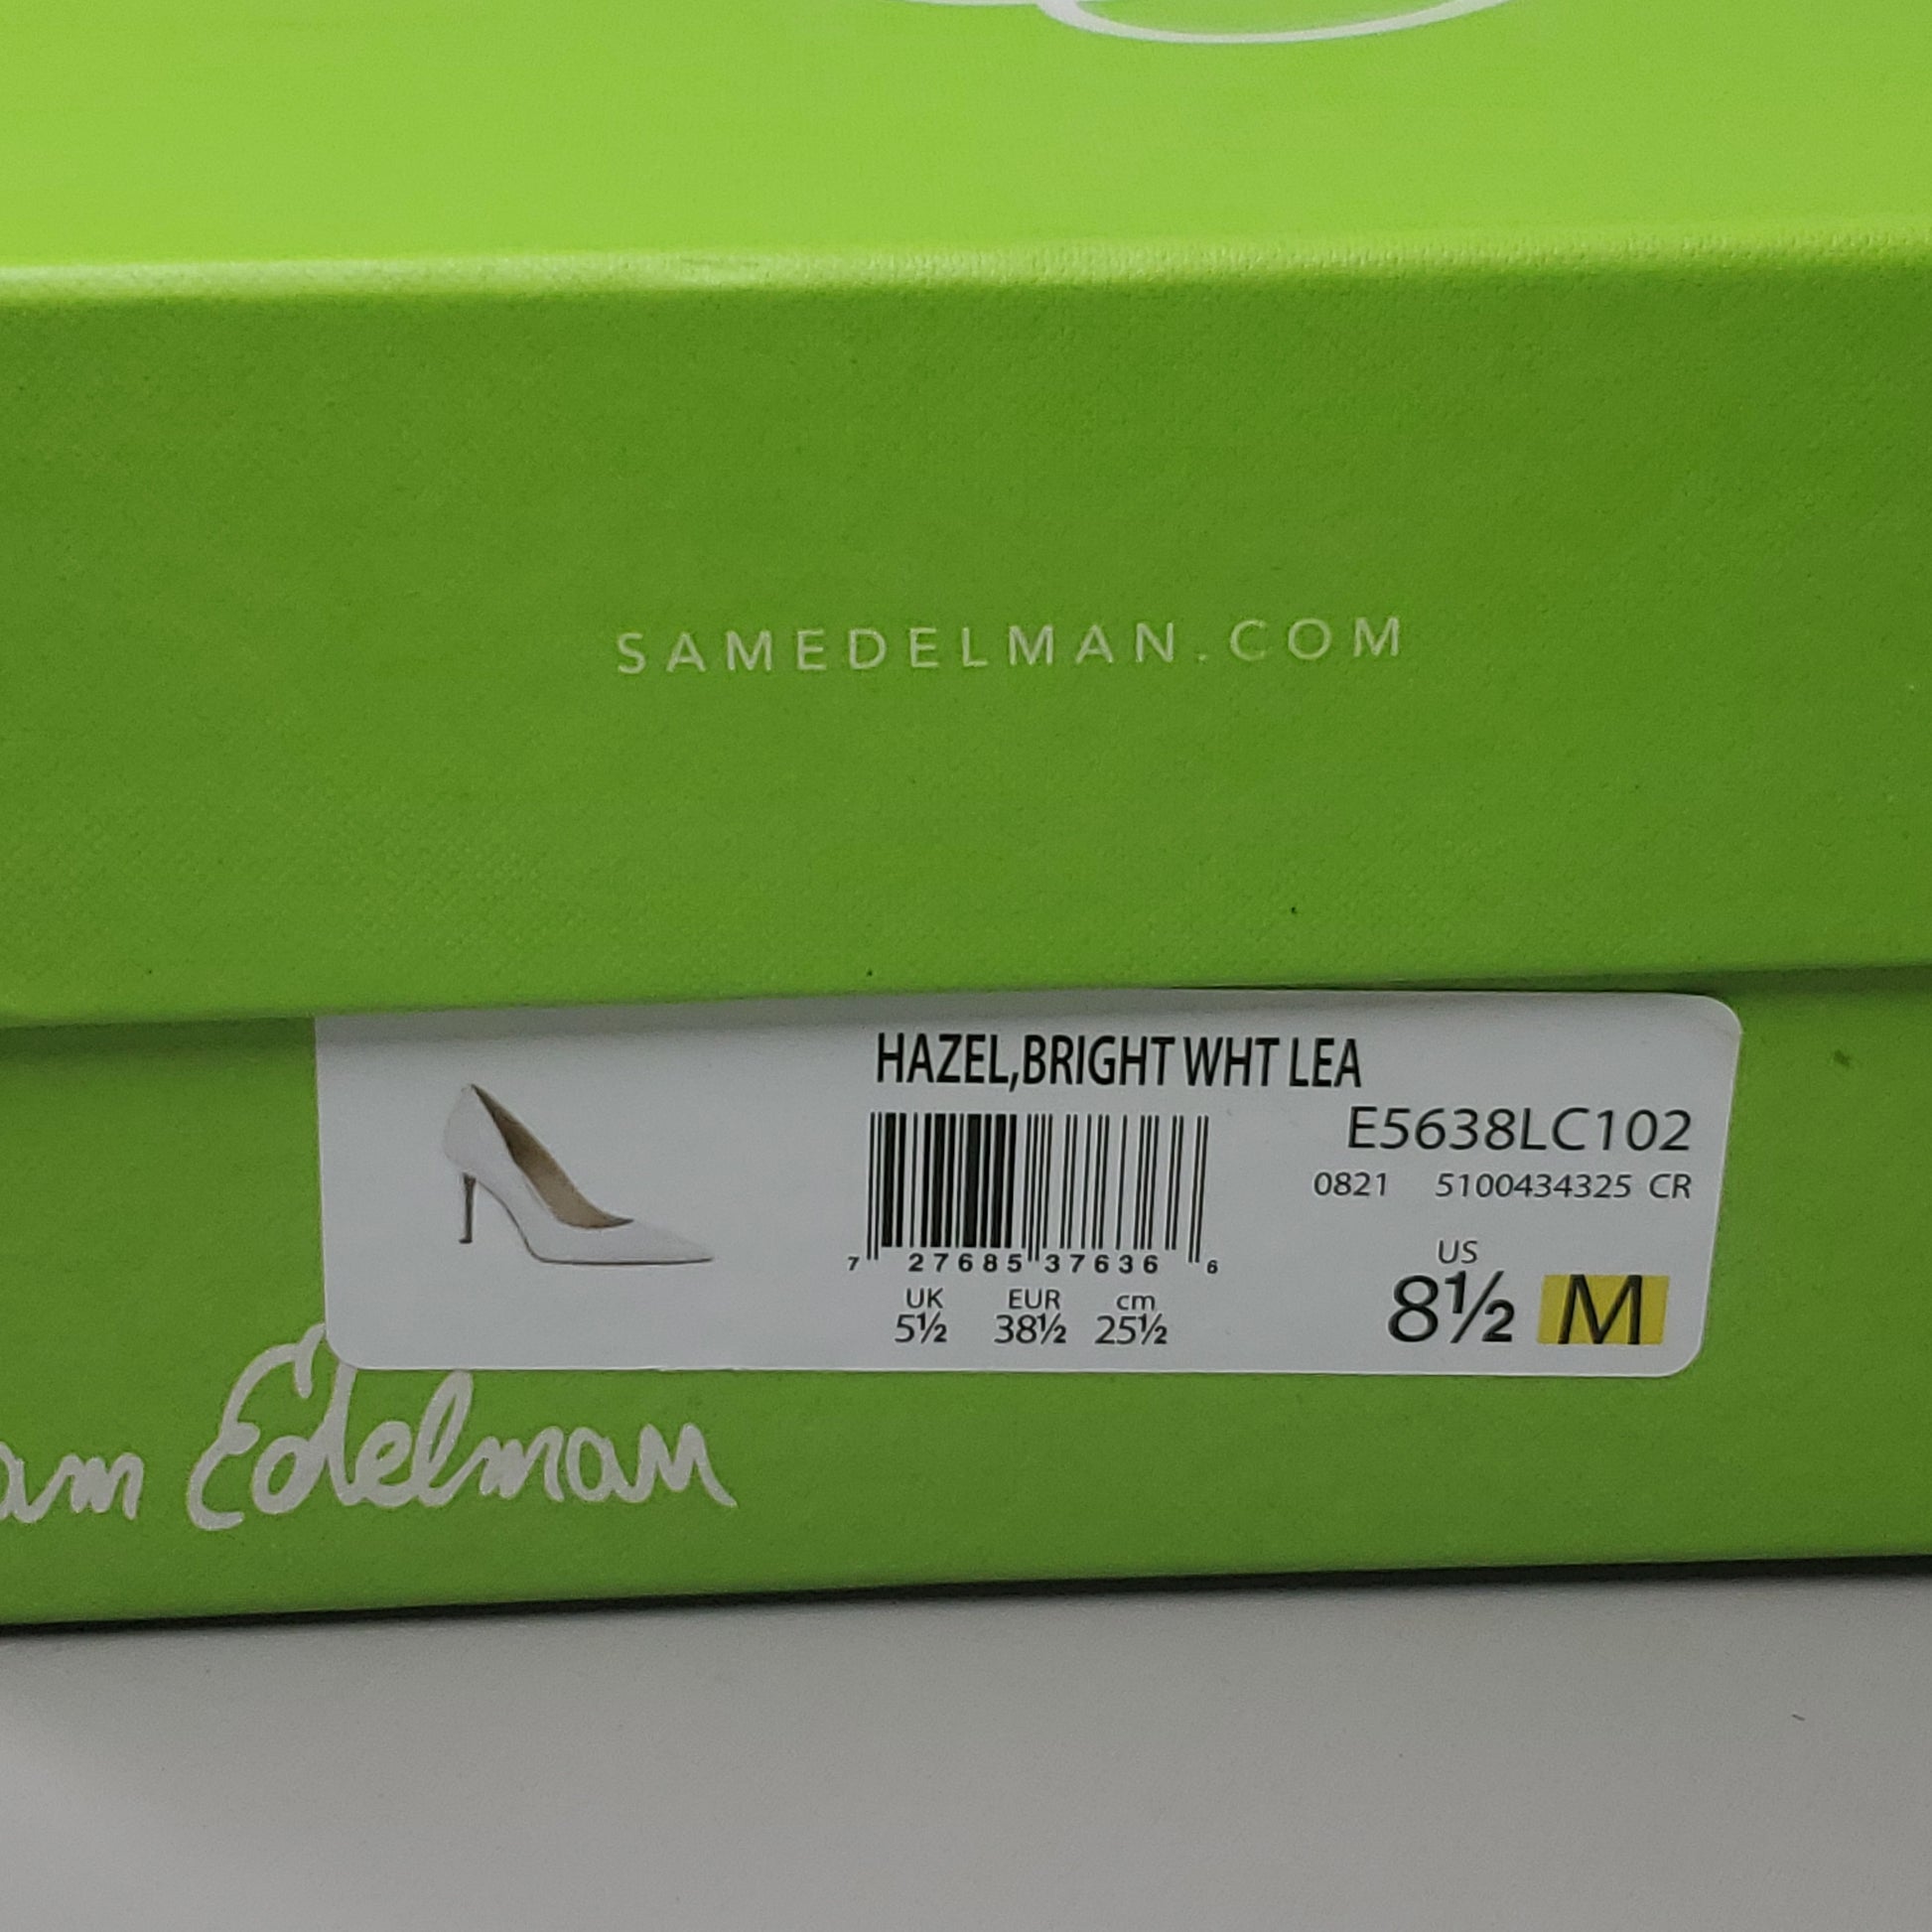 SAMEDELMAN.COM
HAZEL,BRIGHT WHT LEA
E5638LC102
0821 5100434325 CR
7 27685 37636 6
UK EUR cm
5½ 38½ 25½
US
8½ M
am Edelman